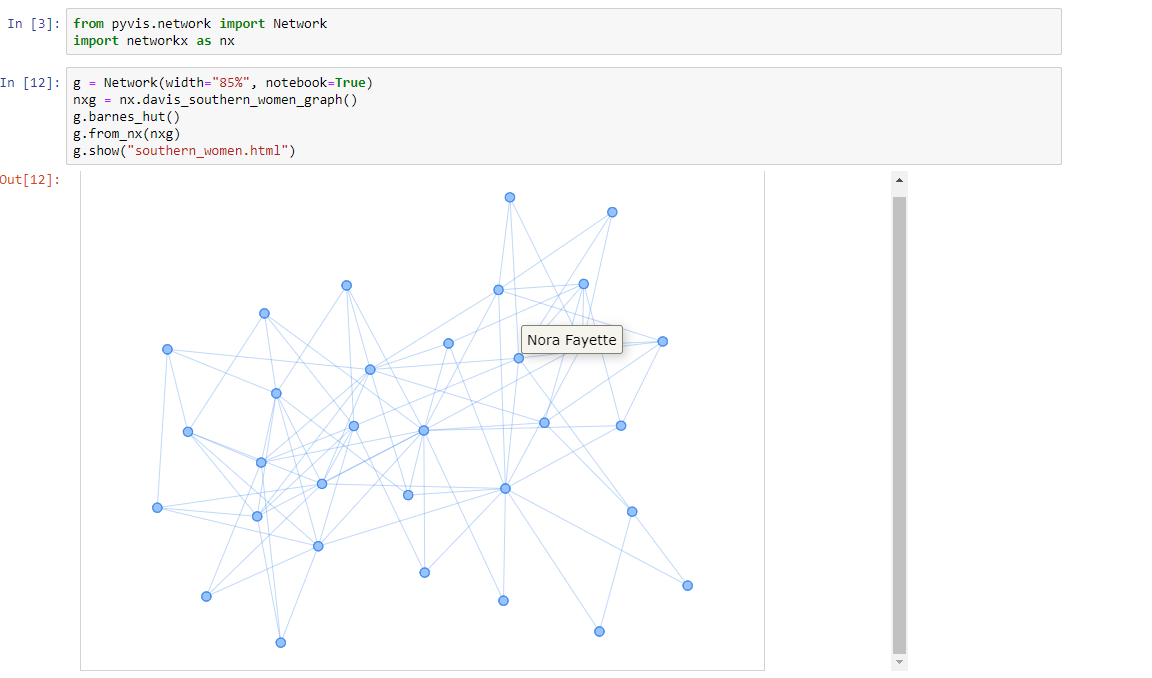 In [3]: from pyvis.network import Network
import networkx as nx
In [12]: g = Network(width="85%", notebook=True)
nxg = nx.davis_southern_women_graph()
g.barnes_hut()
g.from_nx(nxg)
g.show("southern_women.html")
Out[12]:
Nora Fayette